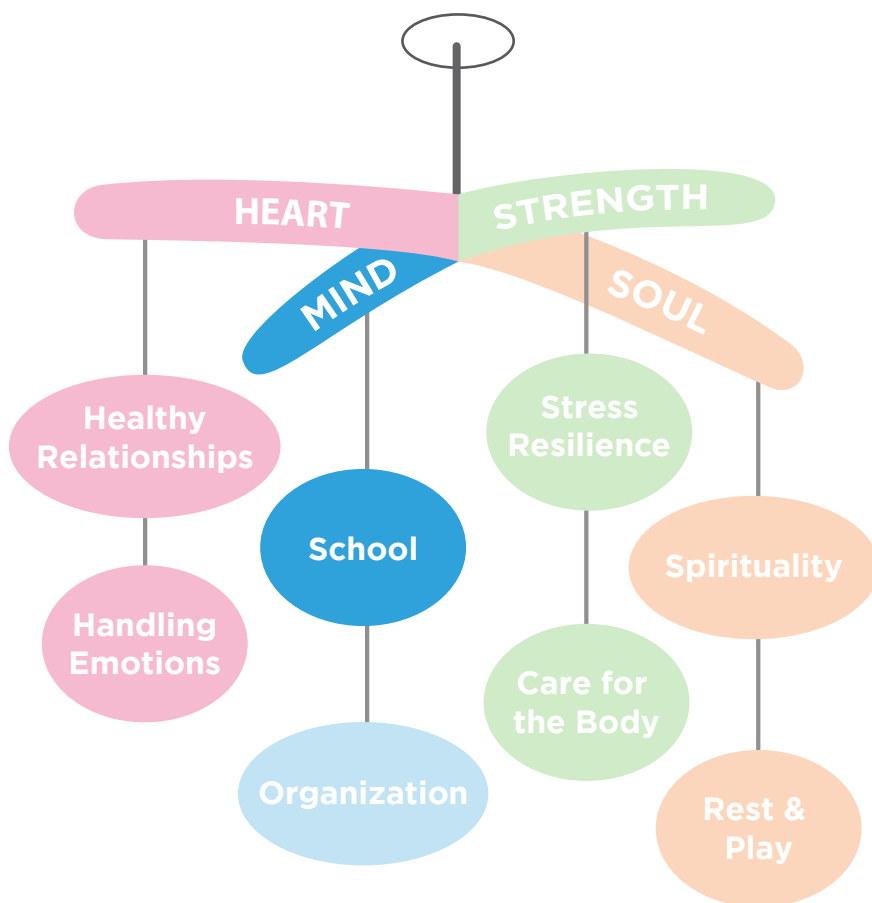 HEART
STRENGTH
MIND
SOUL
Healthy
Relationships
Handling
Emotions
School
Organization
Stress
Resilience
Care for
the Body
Spirituality
Rest &
Play